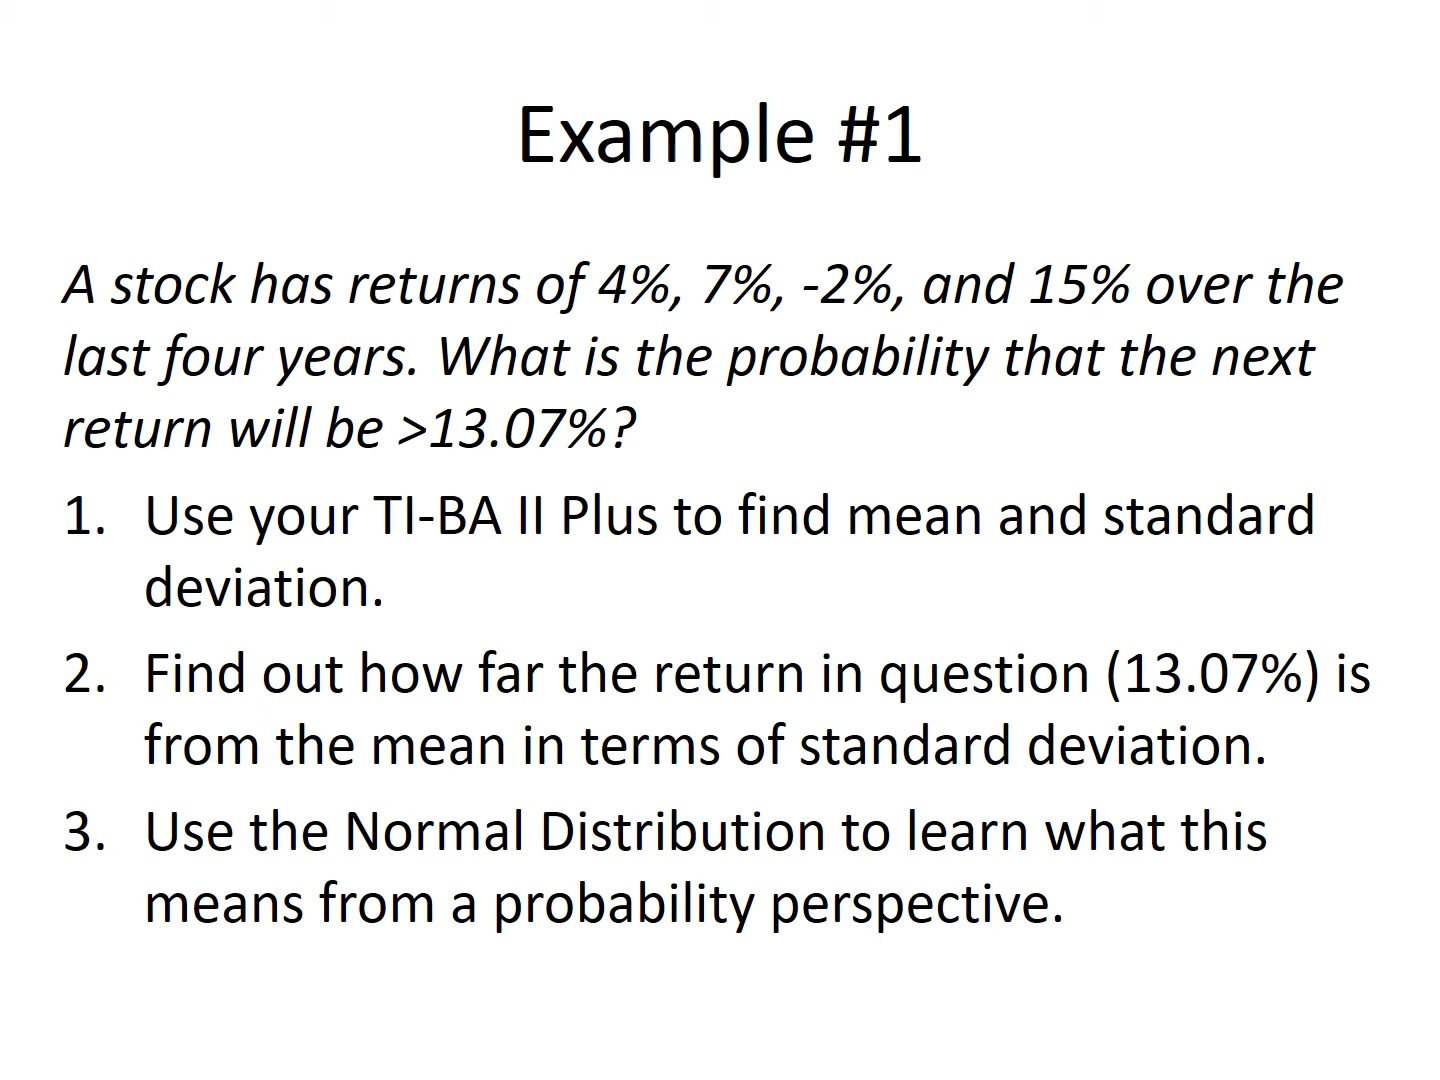 Example #1
A stock has returns of 4%, 7%, -2%, and 15% over the
last four years. What is the probability that the next
return will be >13.07%?
1. Use your TI-BA II Plus to find mean and standard
deviation.
2. Find out how far the return in question (13.07%) is
from the mean in terms of standard deviation.
3. Use the Normal Distribution to learn what this
means from a probability perspective.